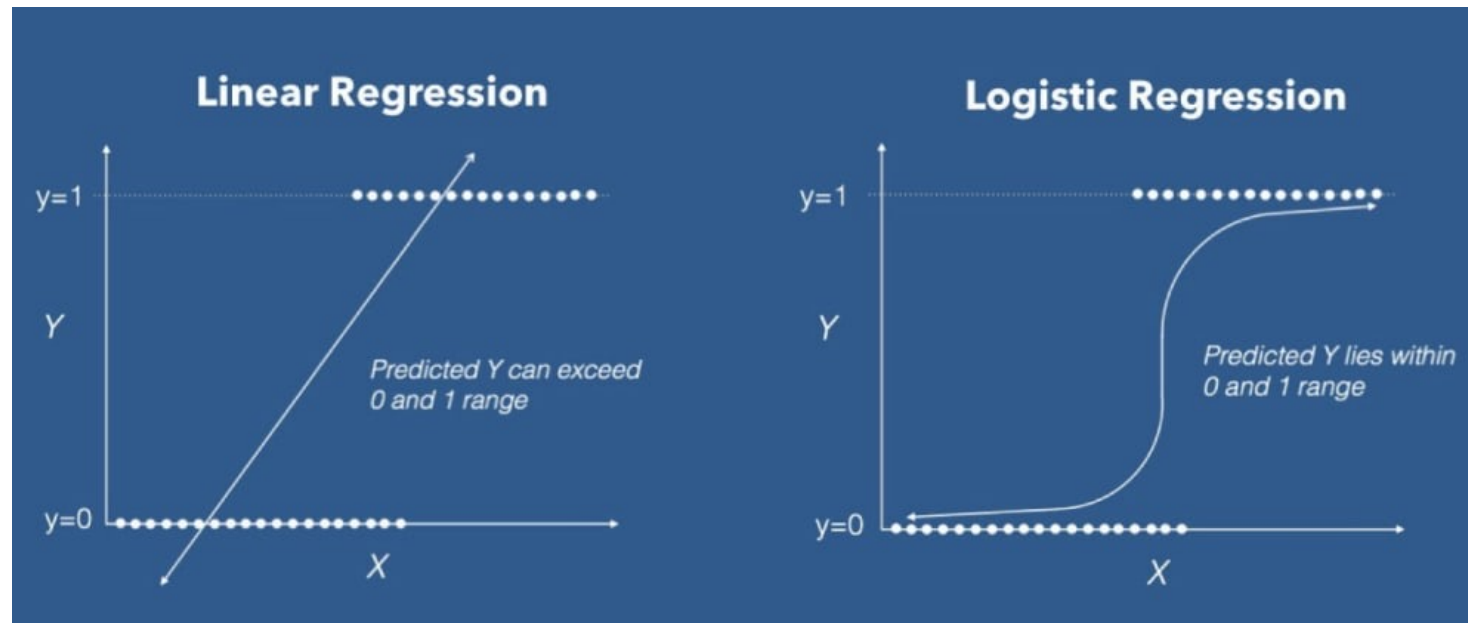 Linear Regression
y=1
Y
Predicted Y can exceed
0 and 1 range
y=0
X
Logistic Regression
y=1
Y
Predicted Y lies within
0 and 1 range
y=0
X